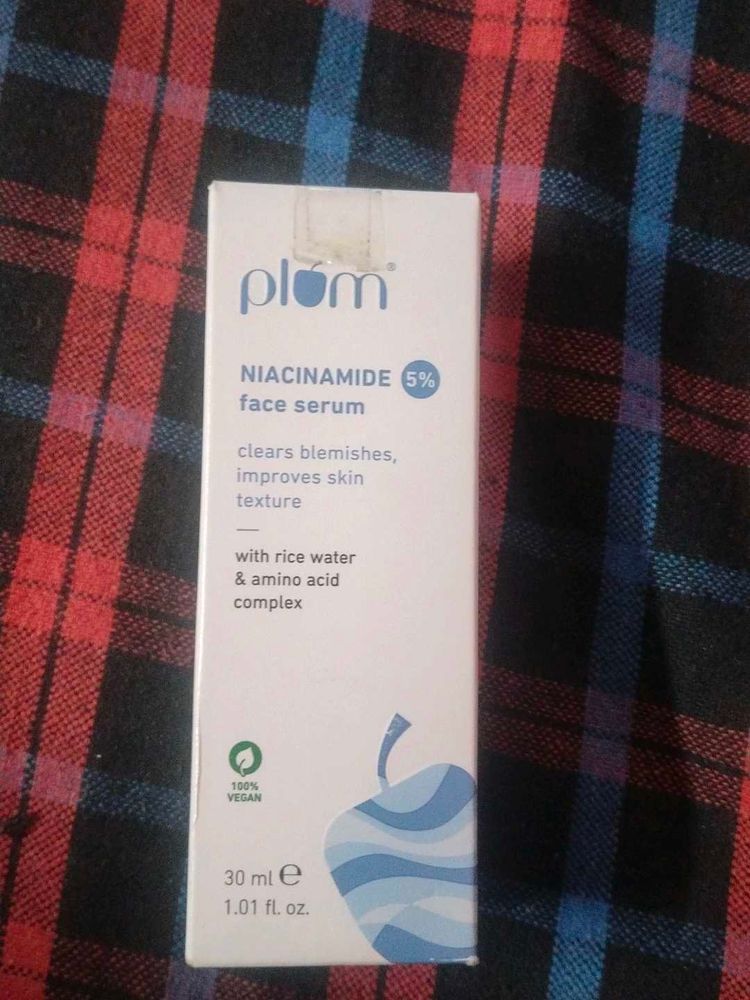 plum®
NIACINAMIDE 5%
face serum
clears blemishes,
improves skin
texture
with rice water
& amino acid
complex
100%
VEGAN
30 ml e
1.01 fl. oz.